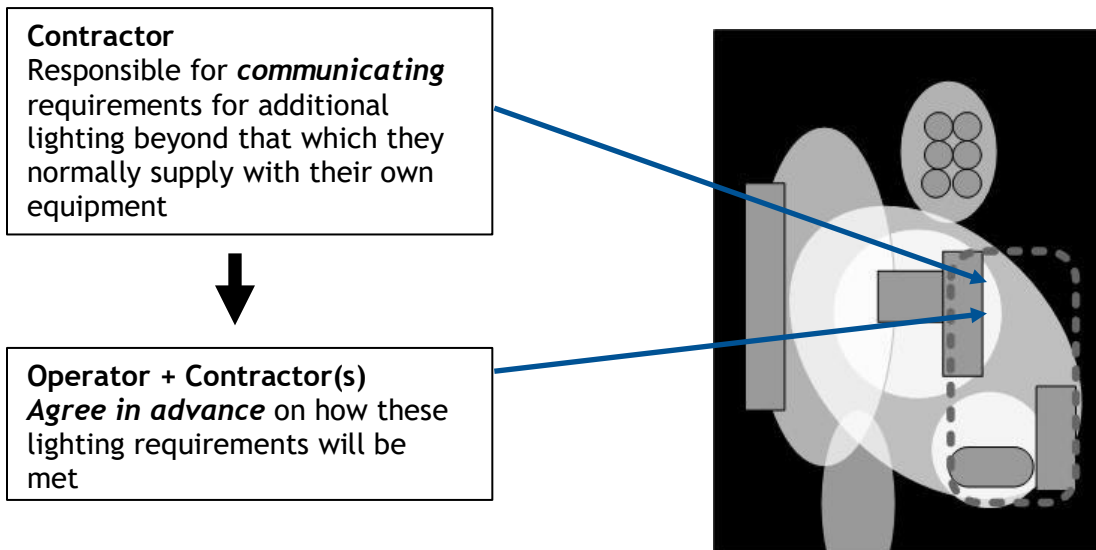 Contractor
Responsible for communicating
requirements for additional
lighting beyond that which they
normally supply with their own
equipment
Operator + Contractor(s)
Agree in advance on how these
lighting requirements will be
met